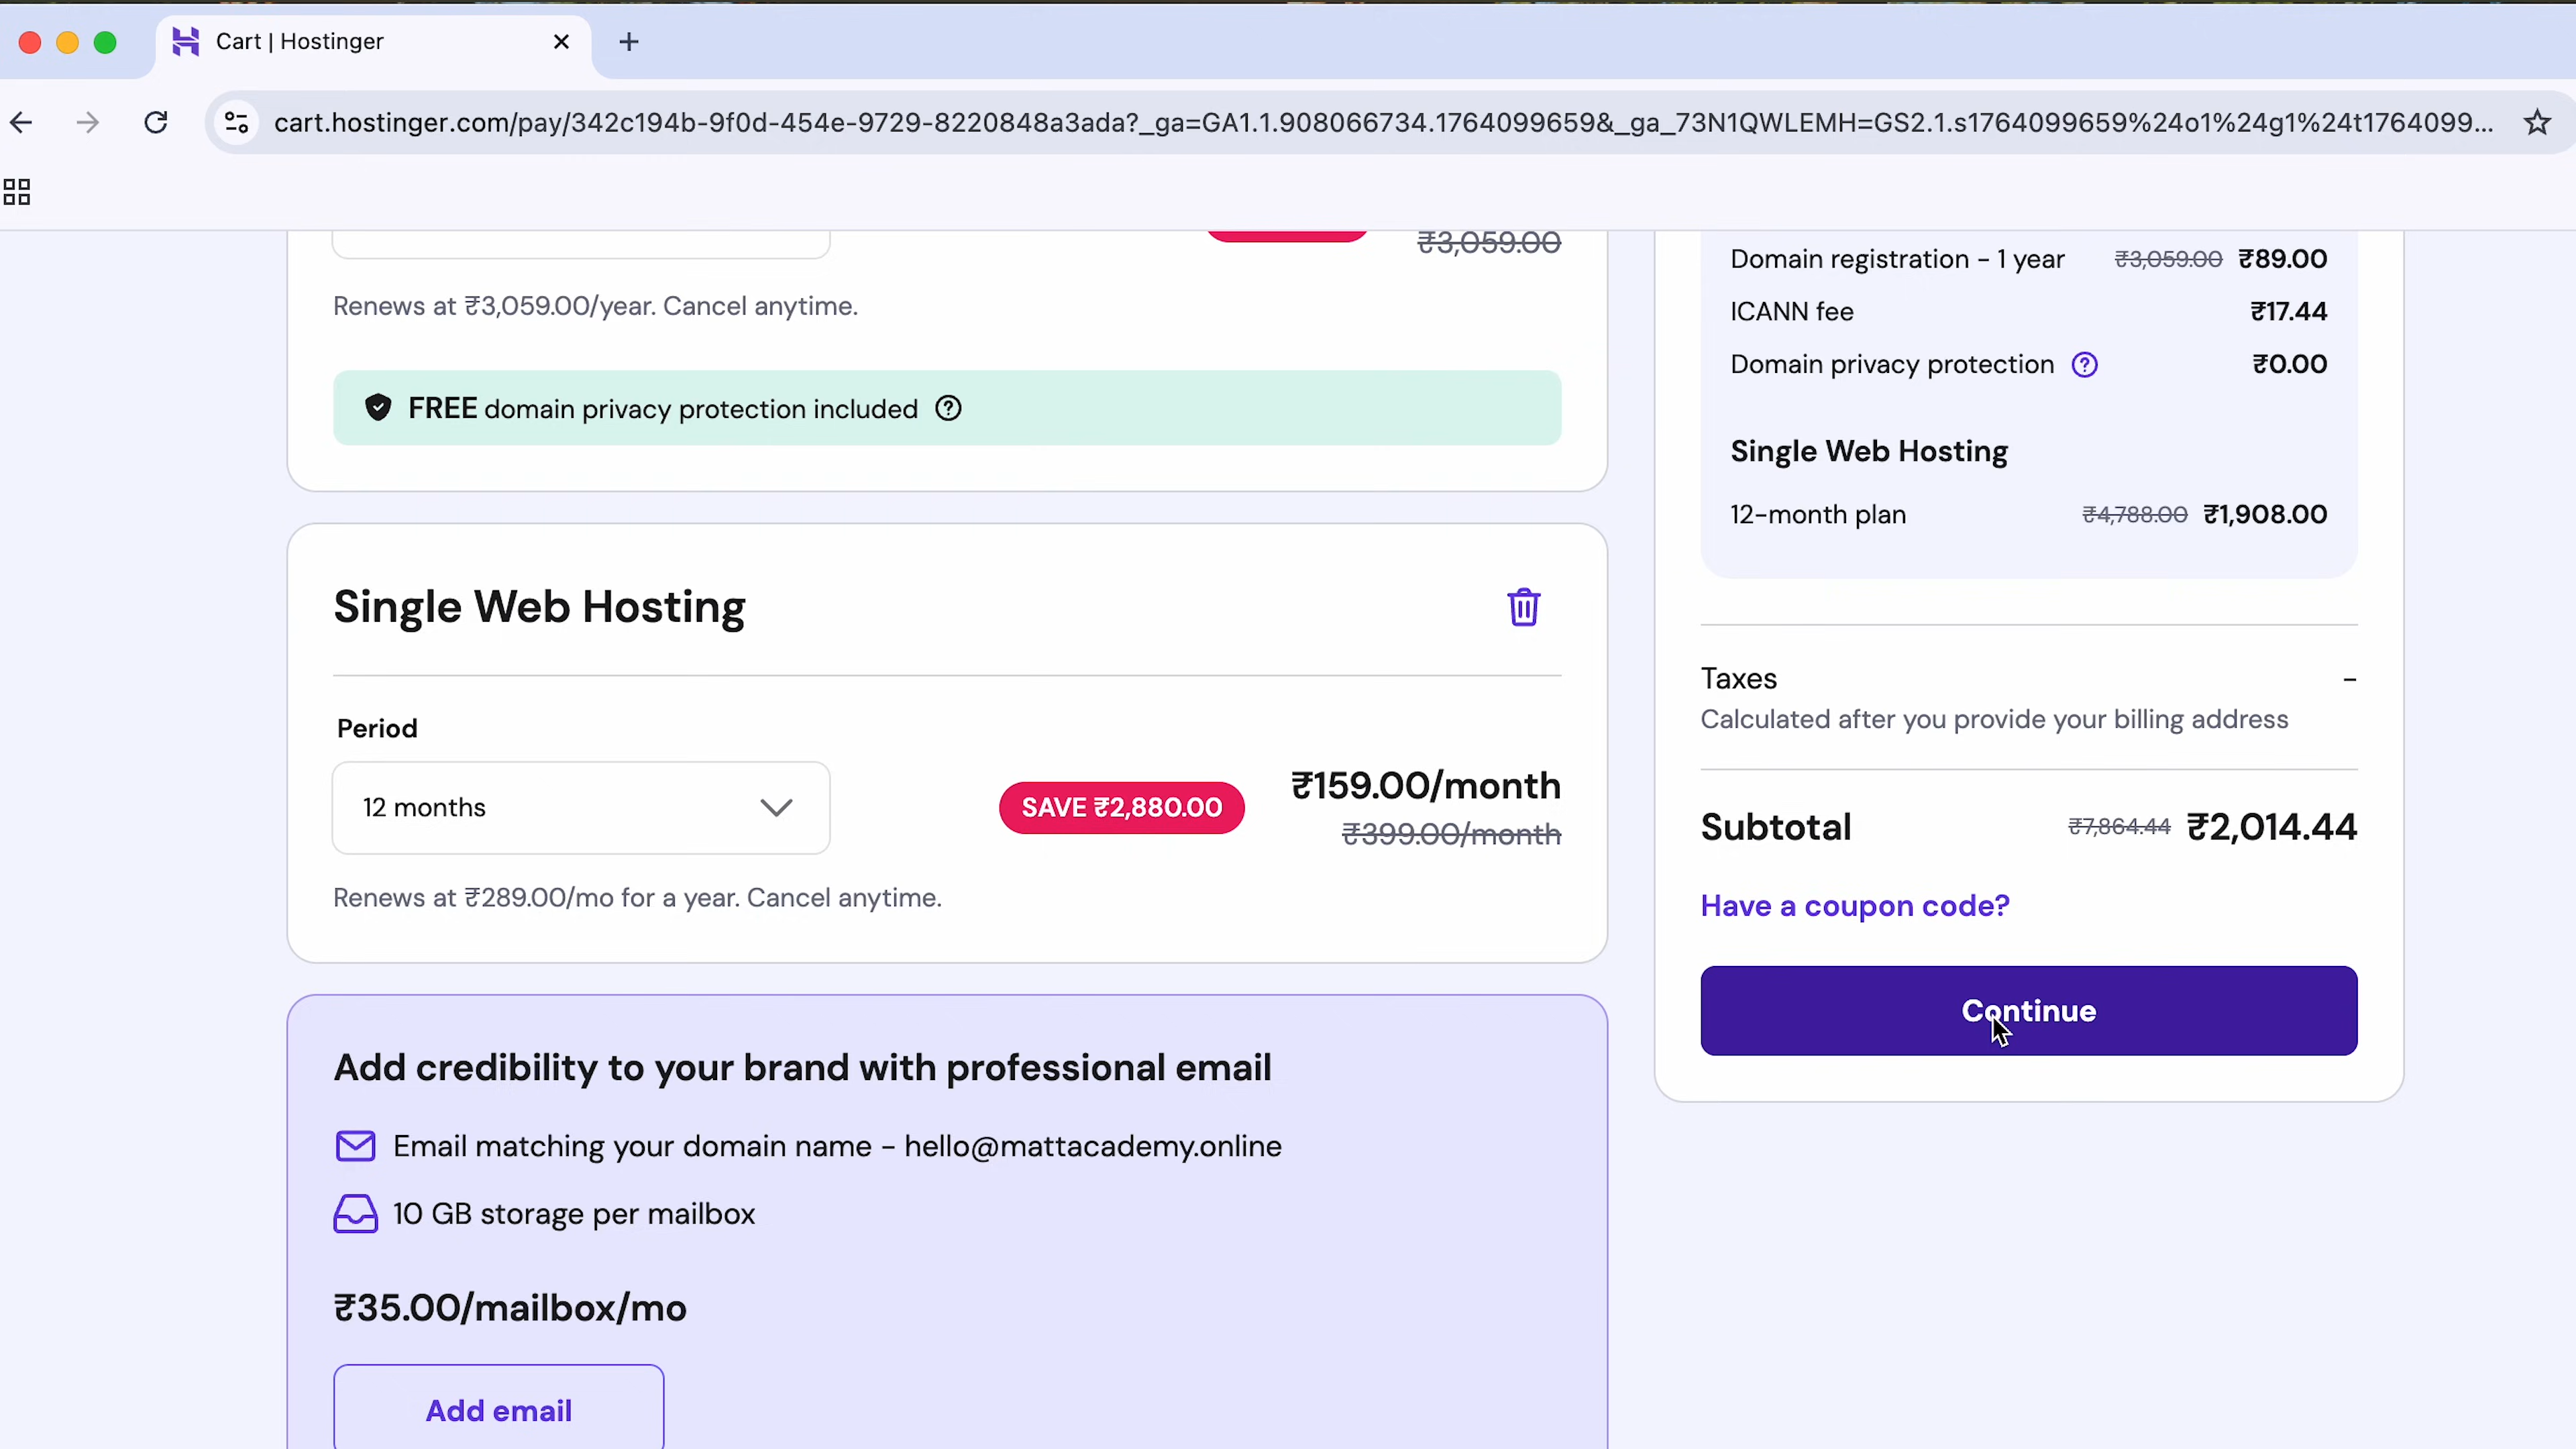 Cart | Hostinger
cart.hostinger.com/pay/342c194b-9f0d-454e-9729-8220848a3ada?_ga=GA1.1.908066734.1764099659&_ga_73N1QWLEMH=GS2.1.s1764099659%24o1%24g1%24t1764099...
₹3,059.00
Renews at ₹3,059.00/year. Cancel anytime.
FREE domain privacy protection included
Single Web Hosting
Period
12 months
SAVE ₹2,880.00
₹159.00/month
₹399.00/month
Renews at ₹289.00/mo for a year. Cancel anytime.
Add credibility to your brand with professional email
Email matching your domain name - hello@mattacademy.online
10 GB storage per mailbox
₹35.00/mailbox/mo
Add email
Domain registration - 1 year ₹3,059.00 ₹89.00
ICANN fee ₹17.44
Domain privacy protection ₹0.00
Single Web Hosting
12-month plan ₹4,788.00 ₹1,908.00
Taxes -
Calculated after you provide your billing address
Subtotal ₹7,864.44 ₹2,014.44
Have a coupon code?
Continue